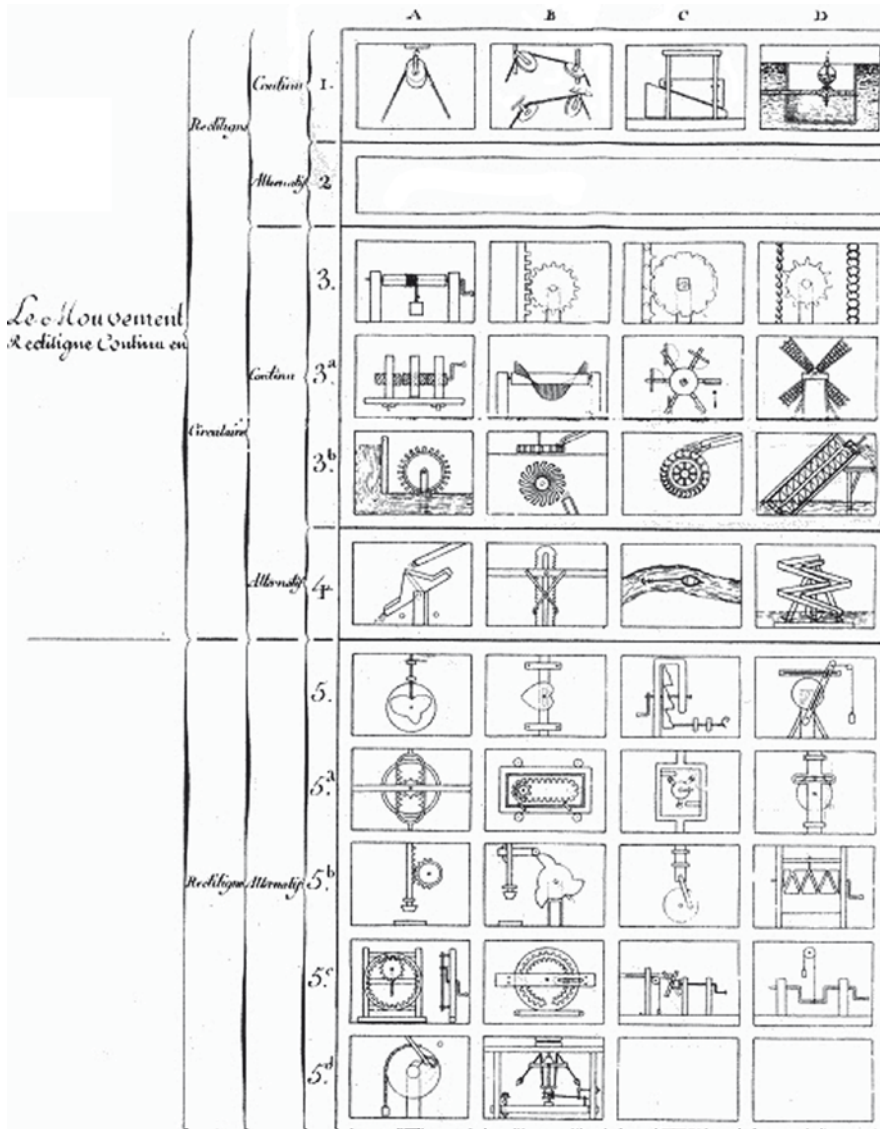 A B C D
Rectiligne
Continu
1.
Alternatif
2
Le Mouvement
Rectiligne Continu en
Circulaire
Continu
3.
3a
3b
Alternatif
4.
Rectiligne
Alternatif
5.
5a
5b
5c
5d